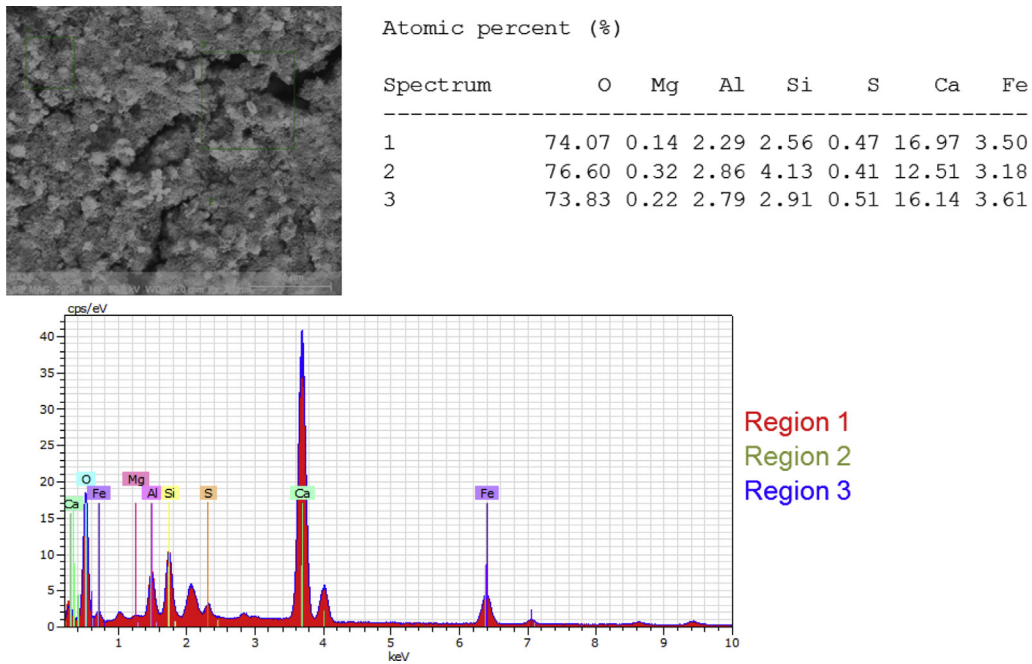 Atomic percent (%)
Spectrum O Mg Al Si S Ca Fe
1 74.07 0.14 2.29 2.56 0.47 16.97 3.50
2 76.60 0.32 2.86 4.13 0.41 12.51 3.18
3 73.83 0.22 2.79 2.91 0.51 16.14 3.61
cps/eV
40
35
30
25
20
15
10
5
0
O Mg
Ca Fe Al Si S Ca Fe
1 2 3 4 5 6 7 8 9 10
keV
Region 1
Region 2
Region 3